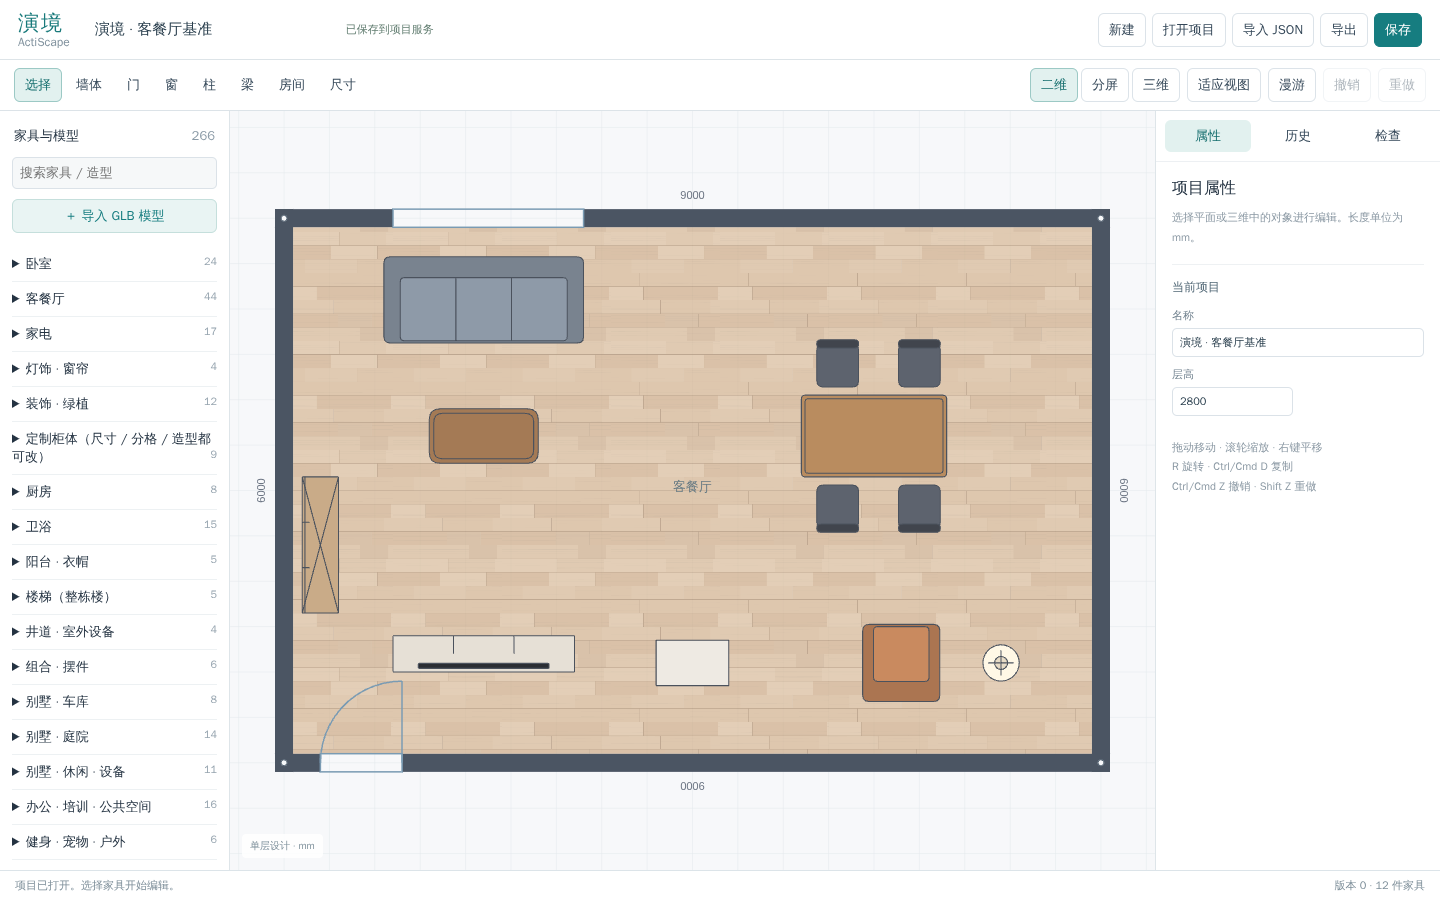 演境
ActiScape
演境 · 客餐厅基准
已保存到项目服务
新建
打开项目
导入 JSON
导出
保存
选择
墙体
门
窗
柱
梁
房间
尺寸
二维
分屏
三维
适应视图
漫游
撤销
重做
家具与模型
266
搜索家具 / 造型
+ 导入 GLB 模型
▶ 卧室 24
▶ 客餐厅 44
▶ 家电 17
▶ 灯饰 · 窗帘 4
▶ 装饰 · 绿植 12
▶ 定制柜体（尺寸 / 分格 / 造型都
可改） 9
▶ 厨房 8
▶ 卫浴 15
▶ 阳台 · 衣帽 5
▶ 楼梯（整栋楼） 5
▶ 井道 · 室外设备 4
▶ 组合 · 摆件 6
▶ 别墅 · 车库 8
▶ 别墅 · 庭院 14
▶ 别墅 · 休闲 · 设备 11
▶ 办公 · 培训 · 公共空间 16
▶ 健身 · 宠物 · 户外 6
9000
6000
客餐厅
6000
9000
单层设计 · mm
属性
历史
检查
项目属性
选择平面或三维中的对象进行编辑。长度单位为
mm。
当前项目
名称
演境 · 客餐厅基准
层高
2800
拖动移动 · 滚轮缩放 · 右键平移
R 旋转 · Ctrl/Cmd D 复制
Ctrl/Cmd Z 撤销 · Shift Z 重做
项目已打开。选择家具开始编辑。
版本 0 · 12 件家具